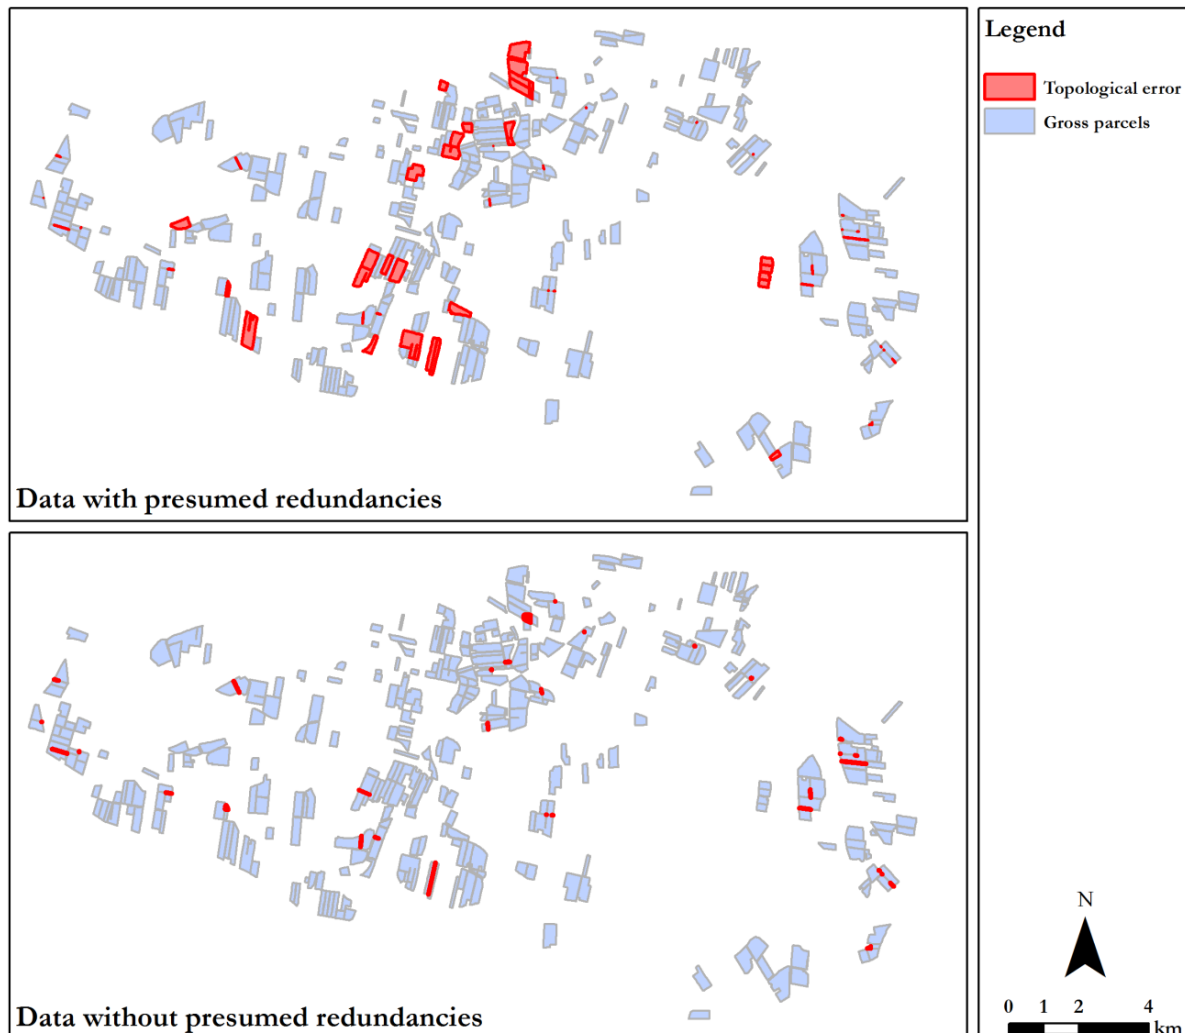 Legend
Topological error
Gross parcels
Data with presumed redundancies
Data without presumed redundancies
N
0 1 2 4
km